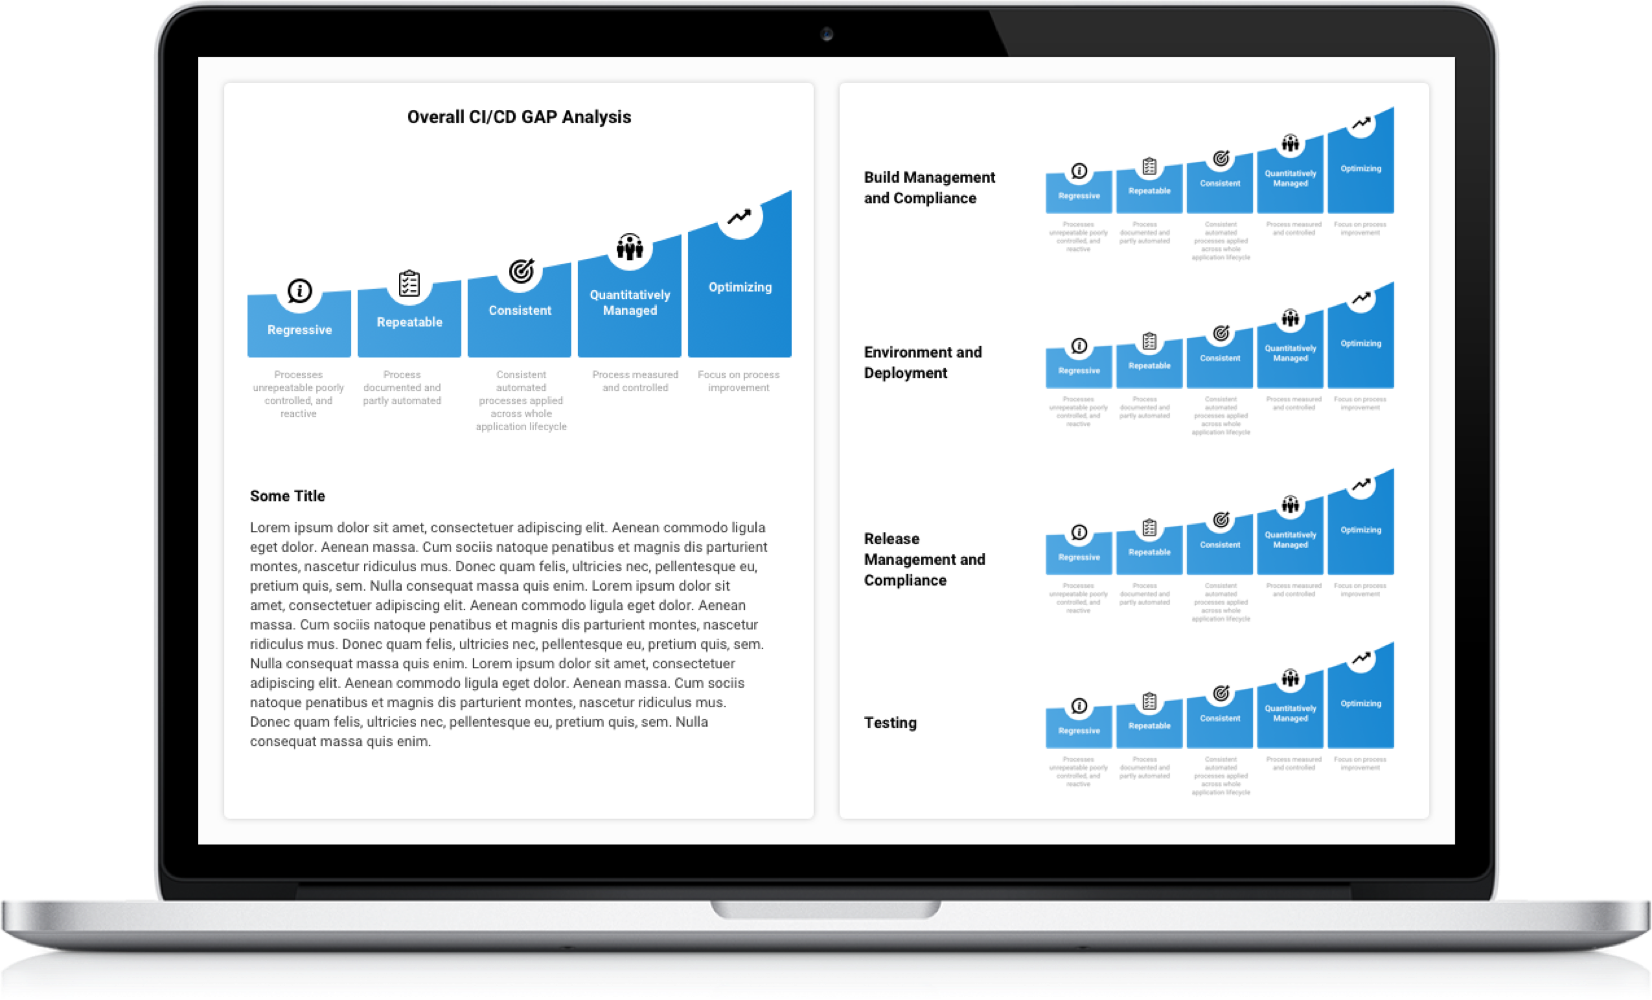 Overall CI/CD GAP Analysis
Regressive
Repeatable
Consistent
Quantitatively
Managed
Optimizing
Processes
unrepeatable poorly
controlled, and
reactive
Process
documented and
partly automated
Consistent
automated
processes applied
across whole
application lifecycle
Process measured
and controlled
Focus on process
improvement
Some Title
Lorem ipsum dolor sit amet, consectetuer adipiscing elit. Aenean commodo ligula
eget dolor. Aenean massa. Cum sociis natoque penatibus et magnis dis parturient
montes, nascetur ridiculus mus. Donec quam felis, ultricies nec, pellentesque eu,
pretium quis, sem. Nulla consequat massa quis enim. Lorem ipsum dolor sit
amet, consectetuer adipiscing elit. Aenean commodo ligula eget dolor. Aenean
massa. Cum sociis natoque penatibus et magnis dis parturient montes, nascetur
ridiculus mus. Donec quam felis, ultricies nec, pellentesque eu, pretium quis, sem.
Nulla consequat massa quis enim. Lorem ipsum dolor sit amet, consectetuer
adipiscing elit. Aenean commodo ligula eget dolor. Aenean massa. Cum sociis
natoque penatibus et magnis dis parturient montes, nascetur ridiculus mus.
Donec quam felis, ultricies nec, pellentesque eu, pretium quis, sem. Nulla
consequat massa quis enim.
Build Management
and Compliance
Regressive
Repeatable
Consistent
Quantitatively
Managed
Optimizing
Processes
unrepeatable poorly
controlled, and
reactive
Process
documented and
partly automated
Consistent
automated
processes applied
across whole
application lifecycle
Process measured
and controlled
Focus on process
improvement
Environment and
Deployment
Regressive
Repeatable
Consistent
Quantitatively
Managed
Optimizing
Processes
unrepeatable poorly
controlled, and
reactive
Process
documented and
partly automated
Consistent
automated
processes applied
across whole
application lifecycle
Process measured
and controlled
Focus on process
improvement
Release
Management and
Compliance
Regressive
Repeatable
Consistent
Quantitatively
Managed
Optimizing
Processes
unrepeatable poorly
controlled, and
reactive
Process
documented and
partly automated
Consistent
automated
processes applied
across whole
application lifecycle
Process measured
and controlled
Focus on process
improvement
Testing
Regressive
Repeatable
Consistent
Quantitatively
Managed
Optimizing
Processes
unrepeatable poorly
controlled, and
reactive
Process
documented and
partly automated
Consistent
automated
processes applied
across whole
application lifecycle
Process measured
and controlled
Focus on process
improvement